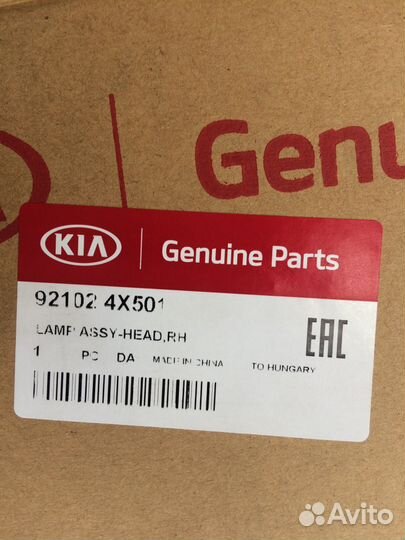 Genu
KIA Genuine Parts
92102 4X501
LAMP ASSY-HEAD,RH
EAC
1 PC DA MADE IN CHINA TO HUNGARY
Avito